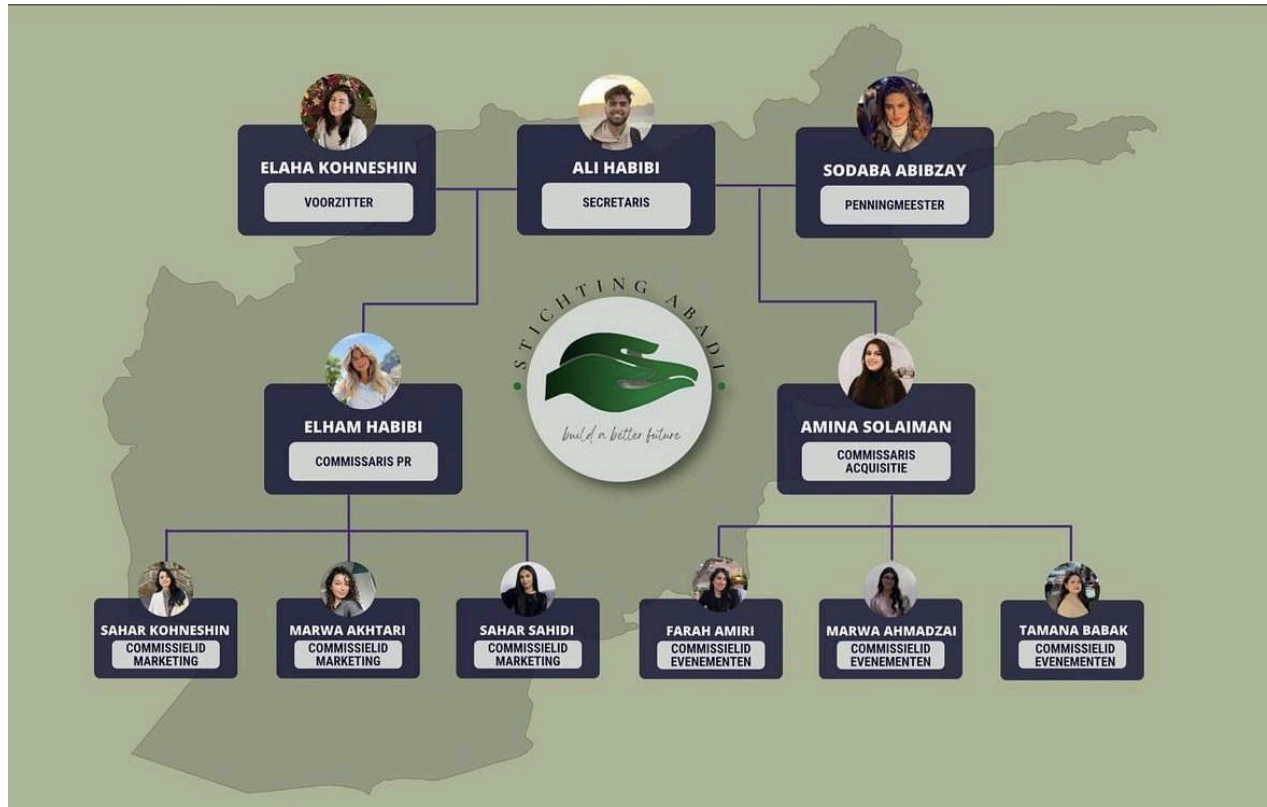 ELAHA KOHNESHIN
VOORZITTER
ALI HABIBI
SECRETARIS
SODABA ABIBZAY
PENNINGMEESTER
STICHTING ABADI
build a better future
ELHAM HABIBI
COMMISSARIS PR
AMINA SOLAIMAN
COMMISSARIS
ACQUISITIE
SAHAR KOHNESHIN
COMMISSIELID
MARKETING
MARWA AKHTARI
COMMISSIELID
MARKETING
SAHAR SAHIDI
COMMISSIELID
MARKETING
FARAH AMIRI
COMMISSIELID
EVENEMENTEN
MARWA AHMADZAI
COMMISSIELID
EVENEMENTEN
TAMANA BABAK
COMMISSIELID
EVENEMENTEN